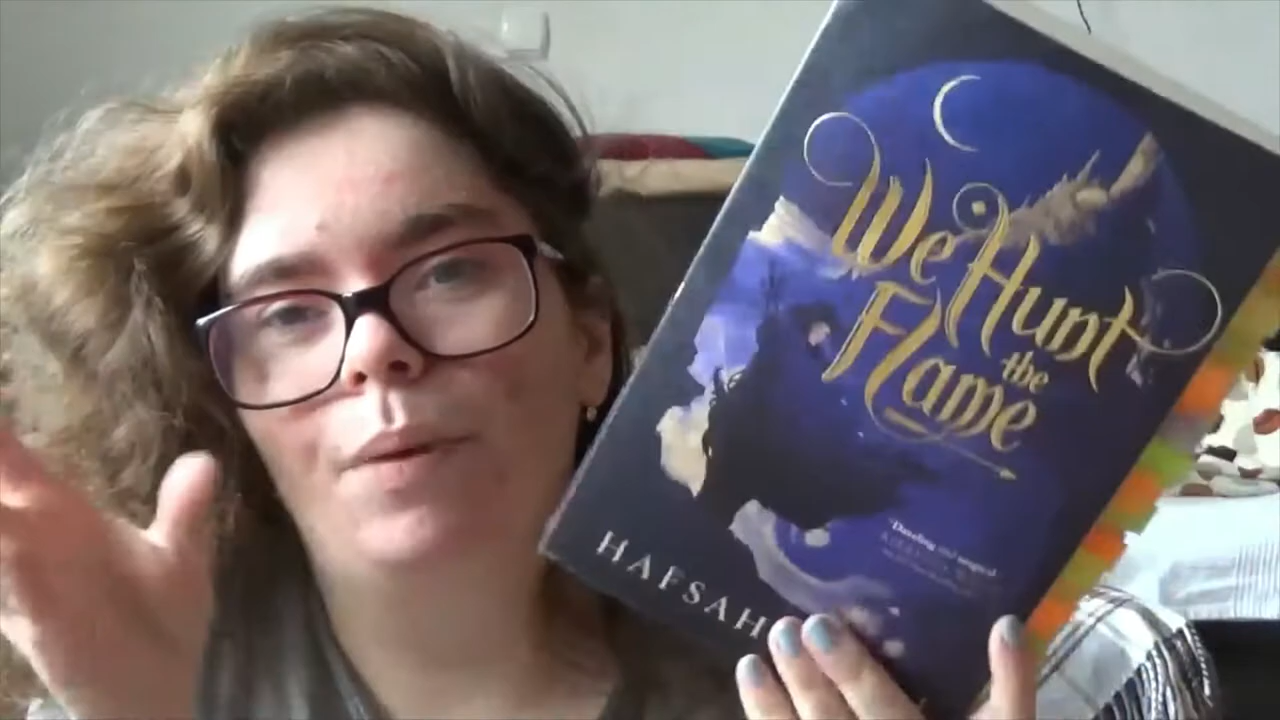 We Hunt
the
Flame
"Dazzling and magical
HAFSAH